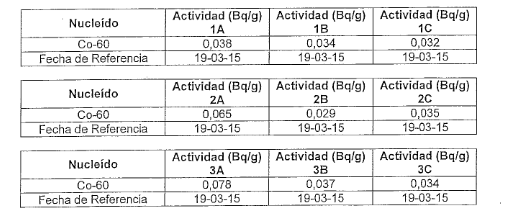 Nucleído Actividad (Bq/g) 1A Actividad (Bq/g) 1B Actividad (Bq/g) 1C
Co-60 0,038 0,034 0,032
Fecha de Referencia 19-03-15 19-03-15 19-03-15
Nucleído Actividad (Bq/g) 2A Actividad (Bq/g) 2B Actividad (Bq/g) 2C
Co-60 0,065 0,029 0,035
Fecha de Referencia 19-03-15 19-03-15 19-03-15
Nucleído Actividad (Bq/g) 3A Actividad (Bq/g) 3B Actividad (Bq/g) 3C
Co-60 0,078 0,037 0,034
Fecha de Referencia 19-03-15 19-03-15 19-03-15